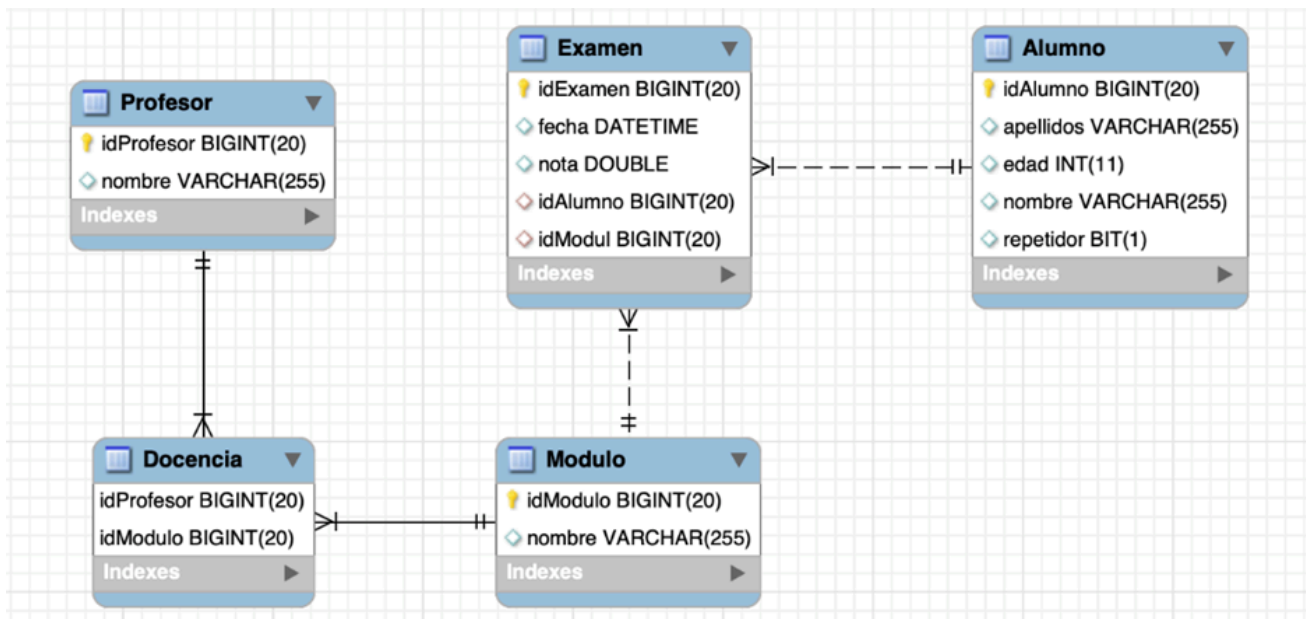 Profesor
idProfesor BIGINT(20)
nombre VARCHAR(255)
Indexes
Examen
idExamen BIGINT(20)
fecha DATETIME
nota DOUBLE
idAlumno BIGINT(20)
idModul BIGINT(20)
Indexes
Alumno
idAlumno BIGINT(20)
apellidos VARCHAR(255)
edad INT(11)
nombre VARCHAR(255)
repetidor BIT(1)
Indexes
Docencia
idProfesor BIGINT(20)
idModulo BIGINT(20)
Indexes
Modulo
idModulo BIGINT(20)
nombre VARCHAR(255)
Indexes